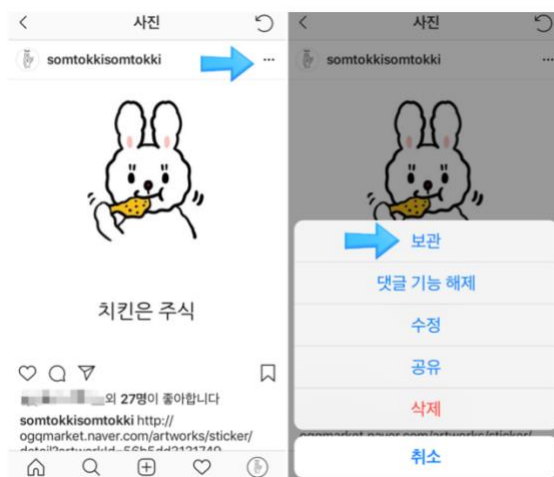 사진
somtokkisomtokki
치킨은 주식
외 27명이 좋아합니다
somtokkisomtokki http://
ogqmarket.naver.com/artworks/sticker/
사진
somtokkisomtokki
보관
댓글 기능 해제
수정
공유
삭제
취소